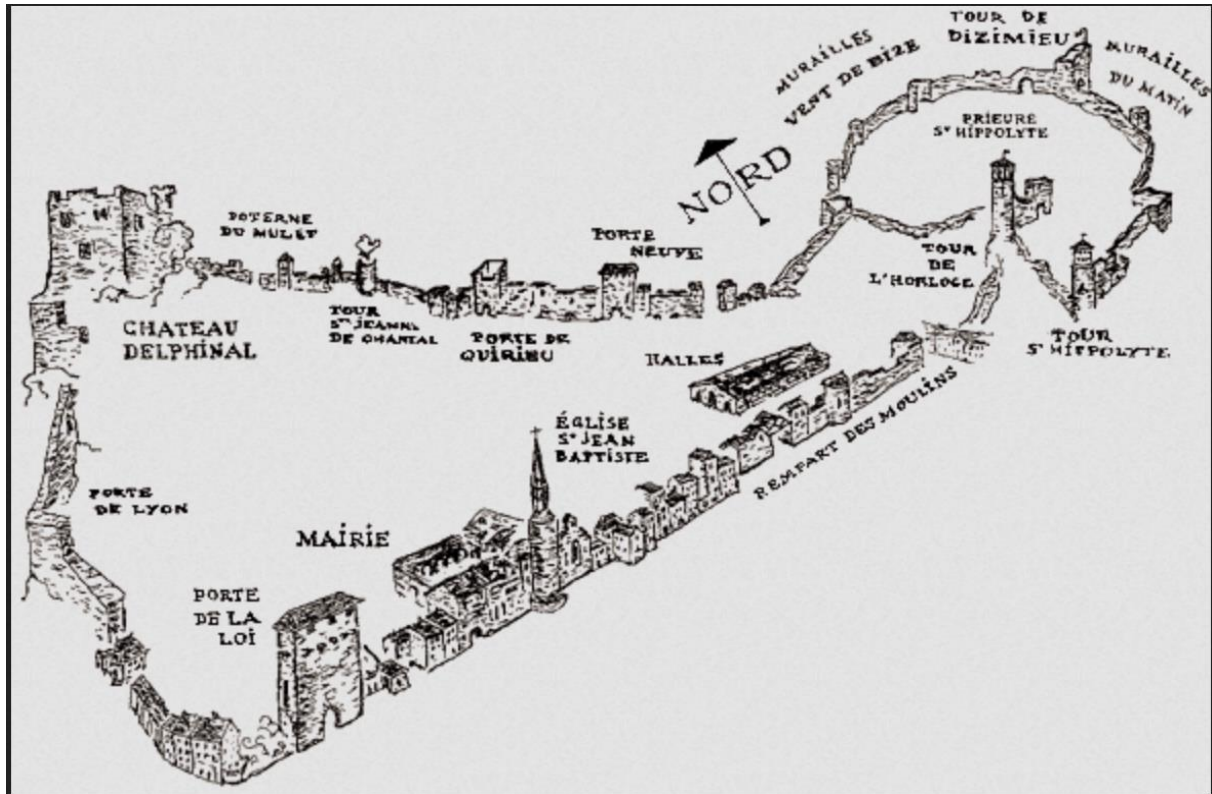 TOUR DE
DIZIMIEU
MURAILLES
VENT DE BIZE
MURAILLES
DU MATIN
PRIEURE
St HIPPOLYTE
NORD
POTERNE
DU MULET
PORTE
NEUVE
TOUR
DE
L'HORLOGE
TOUR
Ste JEANNE
DE CHANTAL
CHATEAU
DELPHINAL
PORTE DE
QUIRIEU
TOUR
St HIPPOLYTE
HALLES
REMPART DES MOULINS
ÉGLISE
St JEAN
BAPTISTE
PORTE
DE LYON
MAIRIE
PORTE
DE LA
LOI